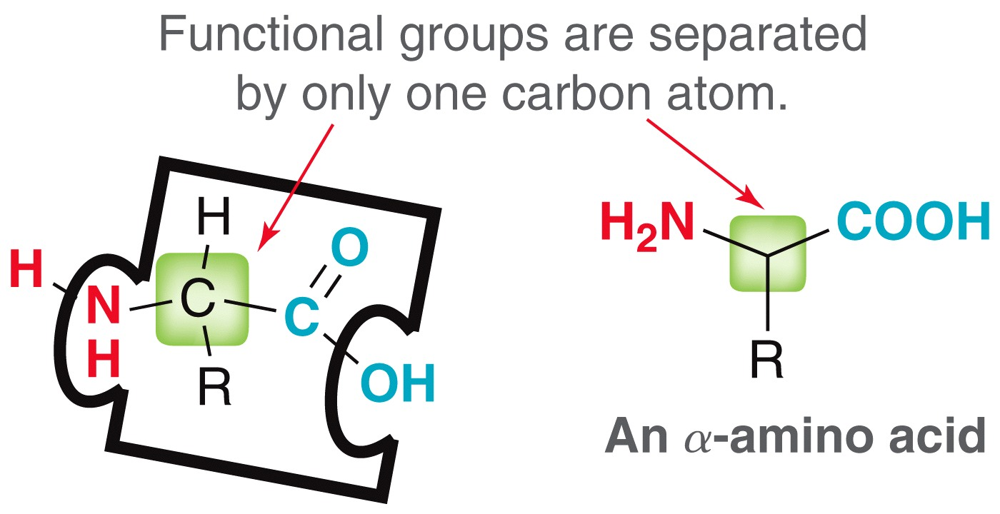 Functional groups are separated
by only one carbon atom.
H
O
H
N
C
C
H
R
OH
H₂N
COOH
R
An α-amino acid